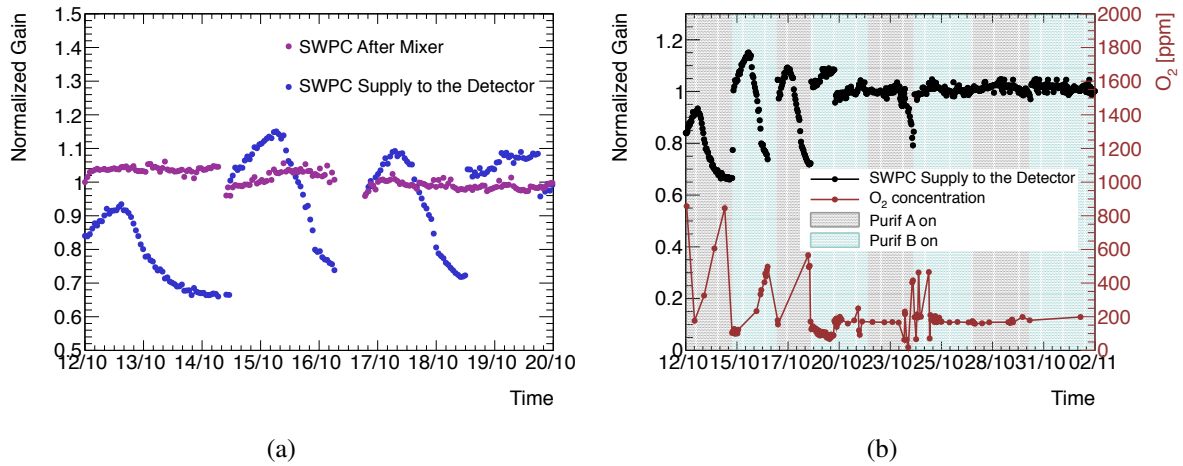 Normalized Gain
1.5
1.4
1.3
1.2
1.1
1
0.9
0.8
0.7
0.6
0.5
SWPC After Mixer
SWPC Supply to the Detector
12/10 13/10 14/10 15/10 16/10 17/10 18/10 19/10 20/10
Time
(a)
Normalized Gain
1.2
1
0.8
0.6
0.4
0.2
0
O₂ [ppm]
2000
1800
1600
1400
1200
1000
800
600
400
200
0
SWPC Supply to the Detector
O₂ concentration
Purif A on
Purif B on
12/10 15/10 17/10 20/10 23/10 25/10 28/10 31/10 02/11
Time
(b)